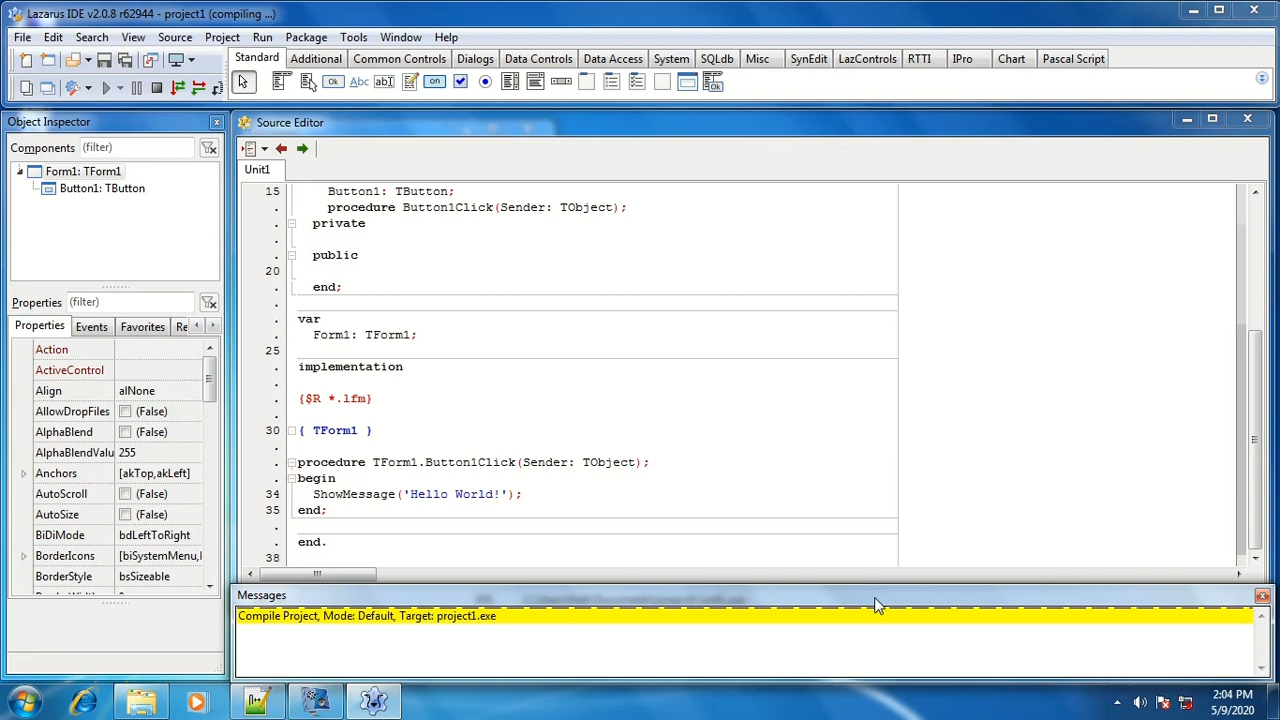 Lazarus IDE v2.0.8 r62944 - project1 (compiling ...)
File Edit Search View Source Project Run Package Tools Window Help
Standard Additional Common Controls Dialogs Data Controls Data Access System SQLdb Misc SynEdit LazControls RTTI IPro Chart Pascal Script
Ok Abc abI on Ok
Object Inspector
Components (filter)
Form1: TForm1
Button1: TButton
Properties (filter)
Properties Events Favorites Re
Action
ActiveControl
Align alNone
AllowDropFiles (False)
AlphaBlend (False)
AlphaBlendValu 255
Anchors [akTop,akLeft]
AutoScroll (False)
AutoSize (False)
BiDiMode bdLeftToRight
BorderIcons [biSystemMenu,
BorderStyle bsSizeable
Source Editor
Unit1
15 Button1: TButton;
. procedure Button1Click(Sender: TObject);
. private
.
. public
20
. end;
.
. var
. Form1: TForm1;
25
. implementation
.
. {$R *.lfm}
.
30 { TForm1 }
.
. procedure TForm1.Button1Click(Sender: TObject);
. begin
34 ShowMessage('Hello World!');
35 end;
.
. end.
38
Messages
Compile Project, Mode: Default, Target: project1.exe
2:04 PM
5/9/2020